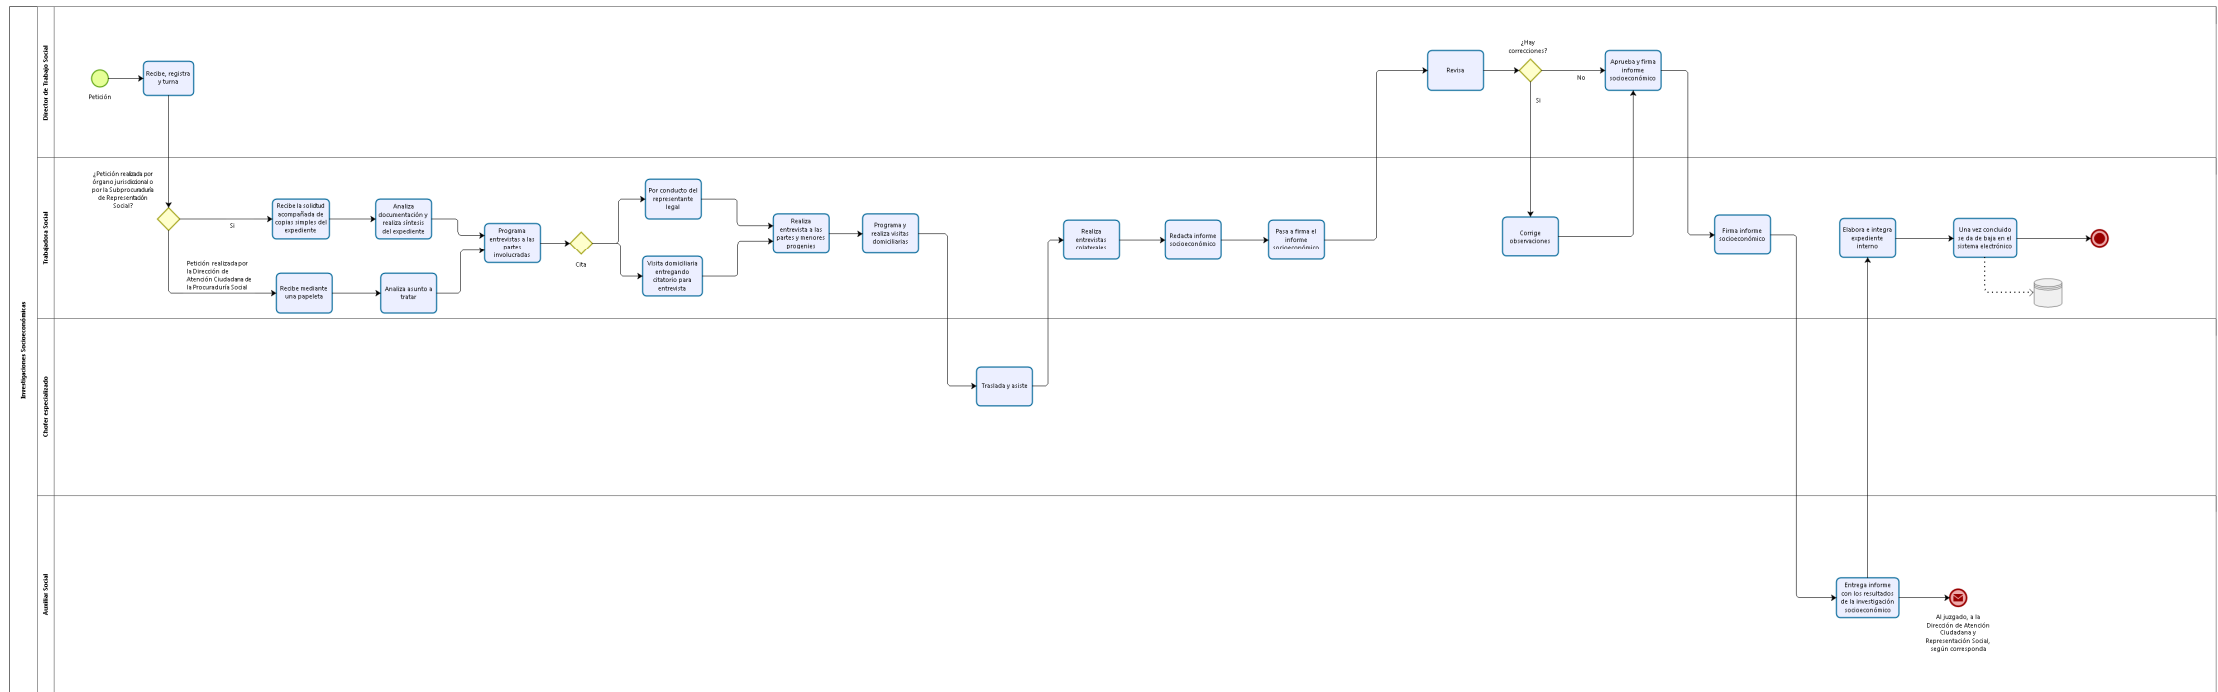 Investigaciones Socioeconómicas
Director de Trabajo Social
Petición
Recibe, registra
y turna
Revisa
¿Hay
correcciones?
No
Si
Aprueba y firma
informe
socioeconómico
Trabajadora Social
¿Petición realizada por
órgano jurisdiccional o
por la Subprocuraduría
de Representación
Social?
Si
Petición realizada por
la Dirección de
Atención Ciudadana de
la Procuraduría Social
Recibe la solicitud
acompañada de
copias simples del
expediente
Analiza
documentación y
realiza síntesis
del expediente
Recibe mediante
una papeleta
Analiza asunto a
tratar
Programa
entrevistas a las
partes
involucradas
Cita
Por conducto del
representante
legal
Visita domiciliaria
entregando
citatorio para
entrevista
Realiza
entrevista a las
partes y menores
progenies
Programa y
realiza visitas
domiciliarias
Realiza
entrevistas
colaterales
Redacta informe
socioeconómico
Pasa a firma el
informe
socioeconómico
Corrige
observaciones
Firma informe
socioeconómico
Elabora e integra
expediente
interno
Una vez concluido
se da de baja en el
sistema electrónico
Chofer especializado
Traslada y asiste
Auxiliar Social
Entrega informe
con los resultados
de la investigación
socioeconómico
Al juzgado, a la
Dirección de Atención
Ciudadana y
Representación Social,
según corresponda